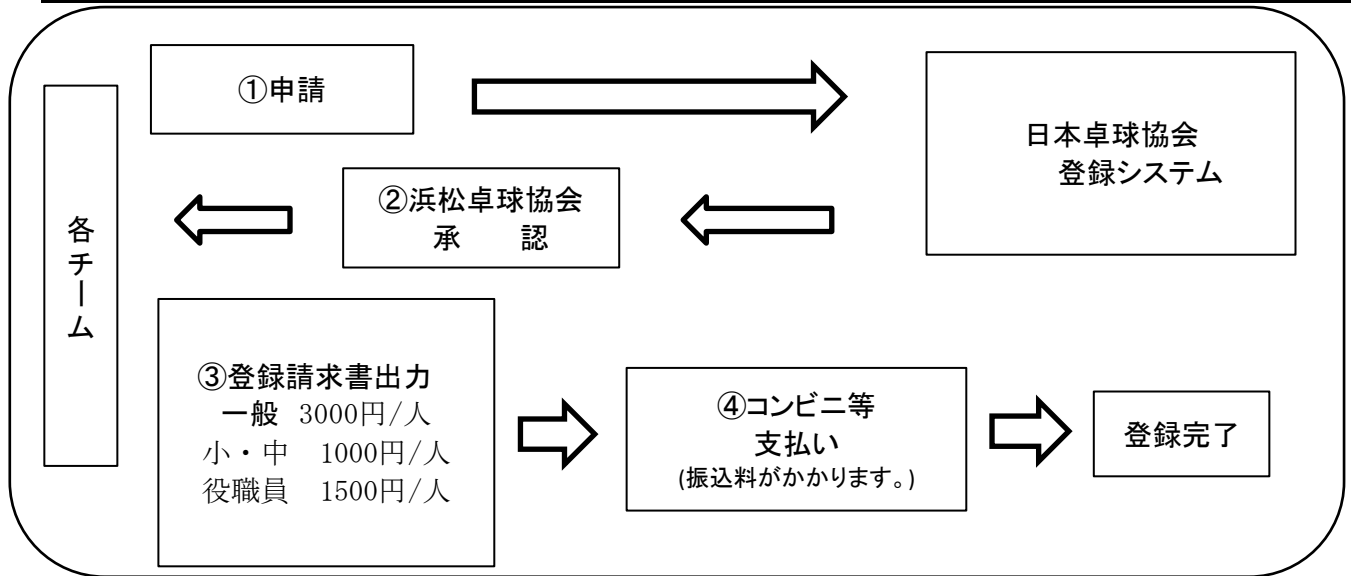 ①申請
日本卓球協会
登録システム
②浜松卓球協会
承　　認
各チーム
③登録請求書出力
一般　3000円/人
小・中　1000円/人
役職員　1500円/人
④コンビニ等
支払い
(振込料がかかります。)
登録完了